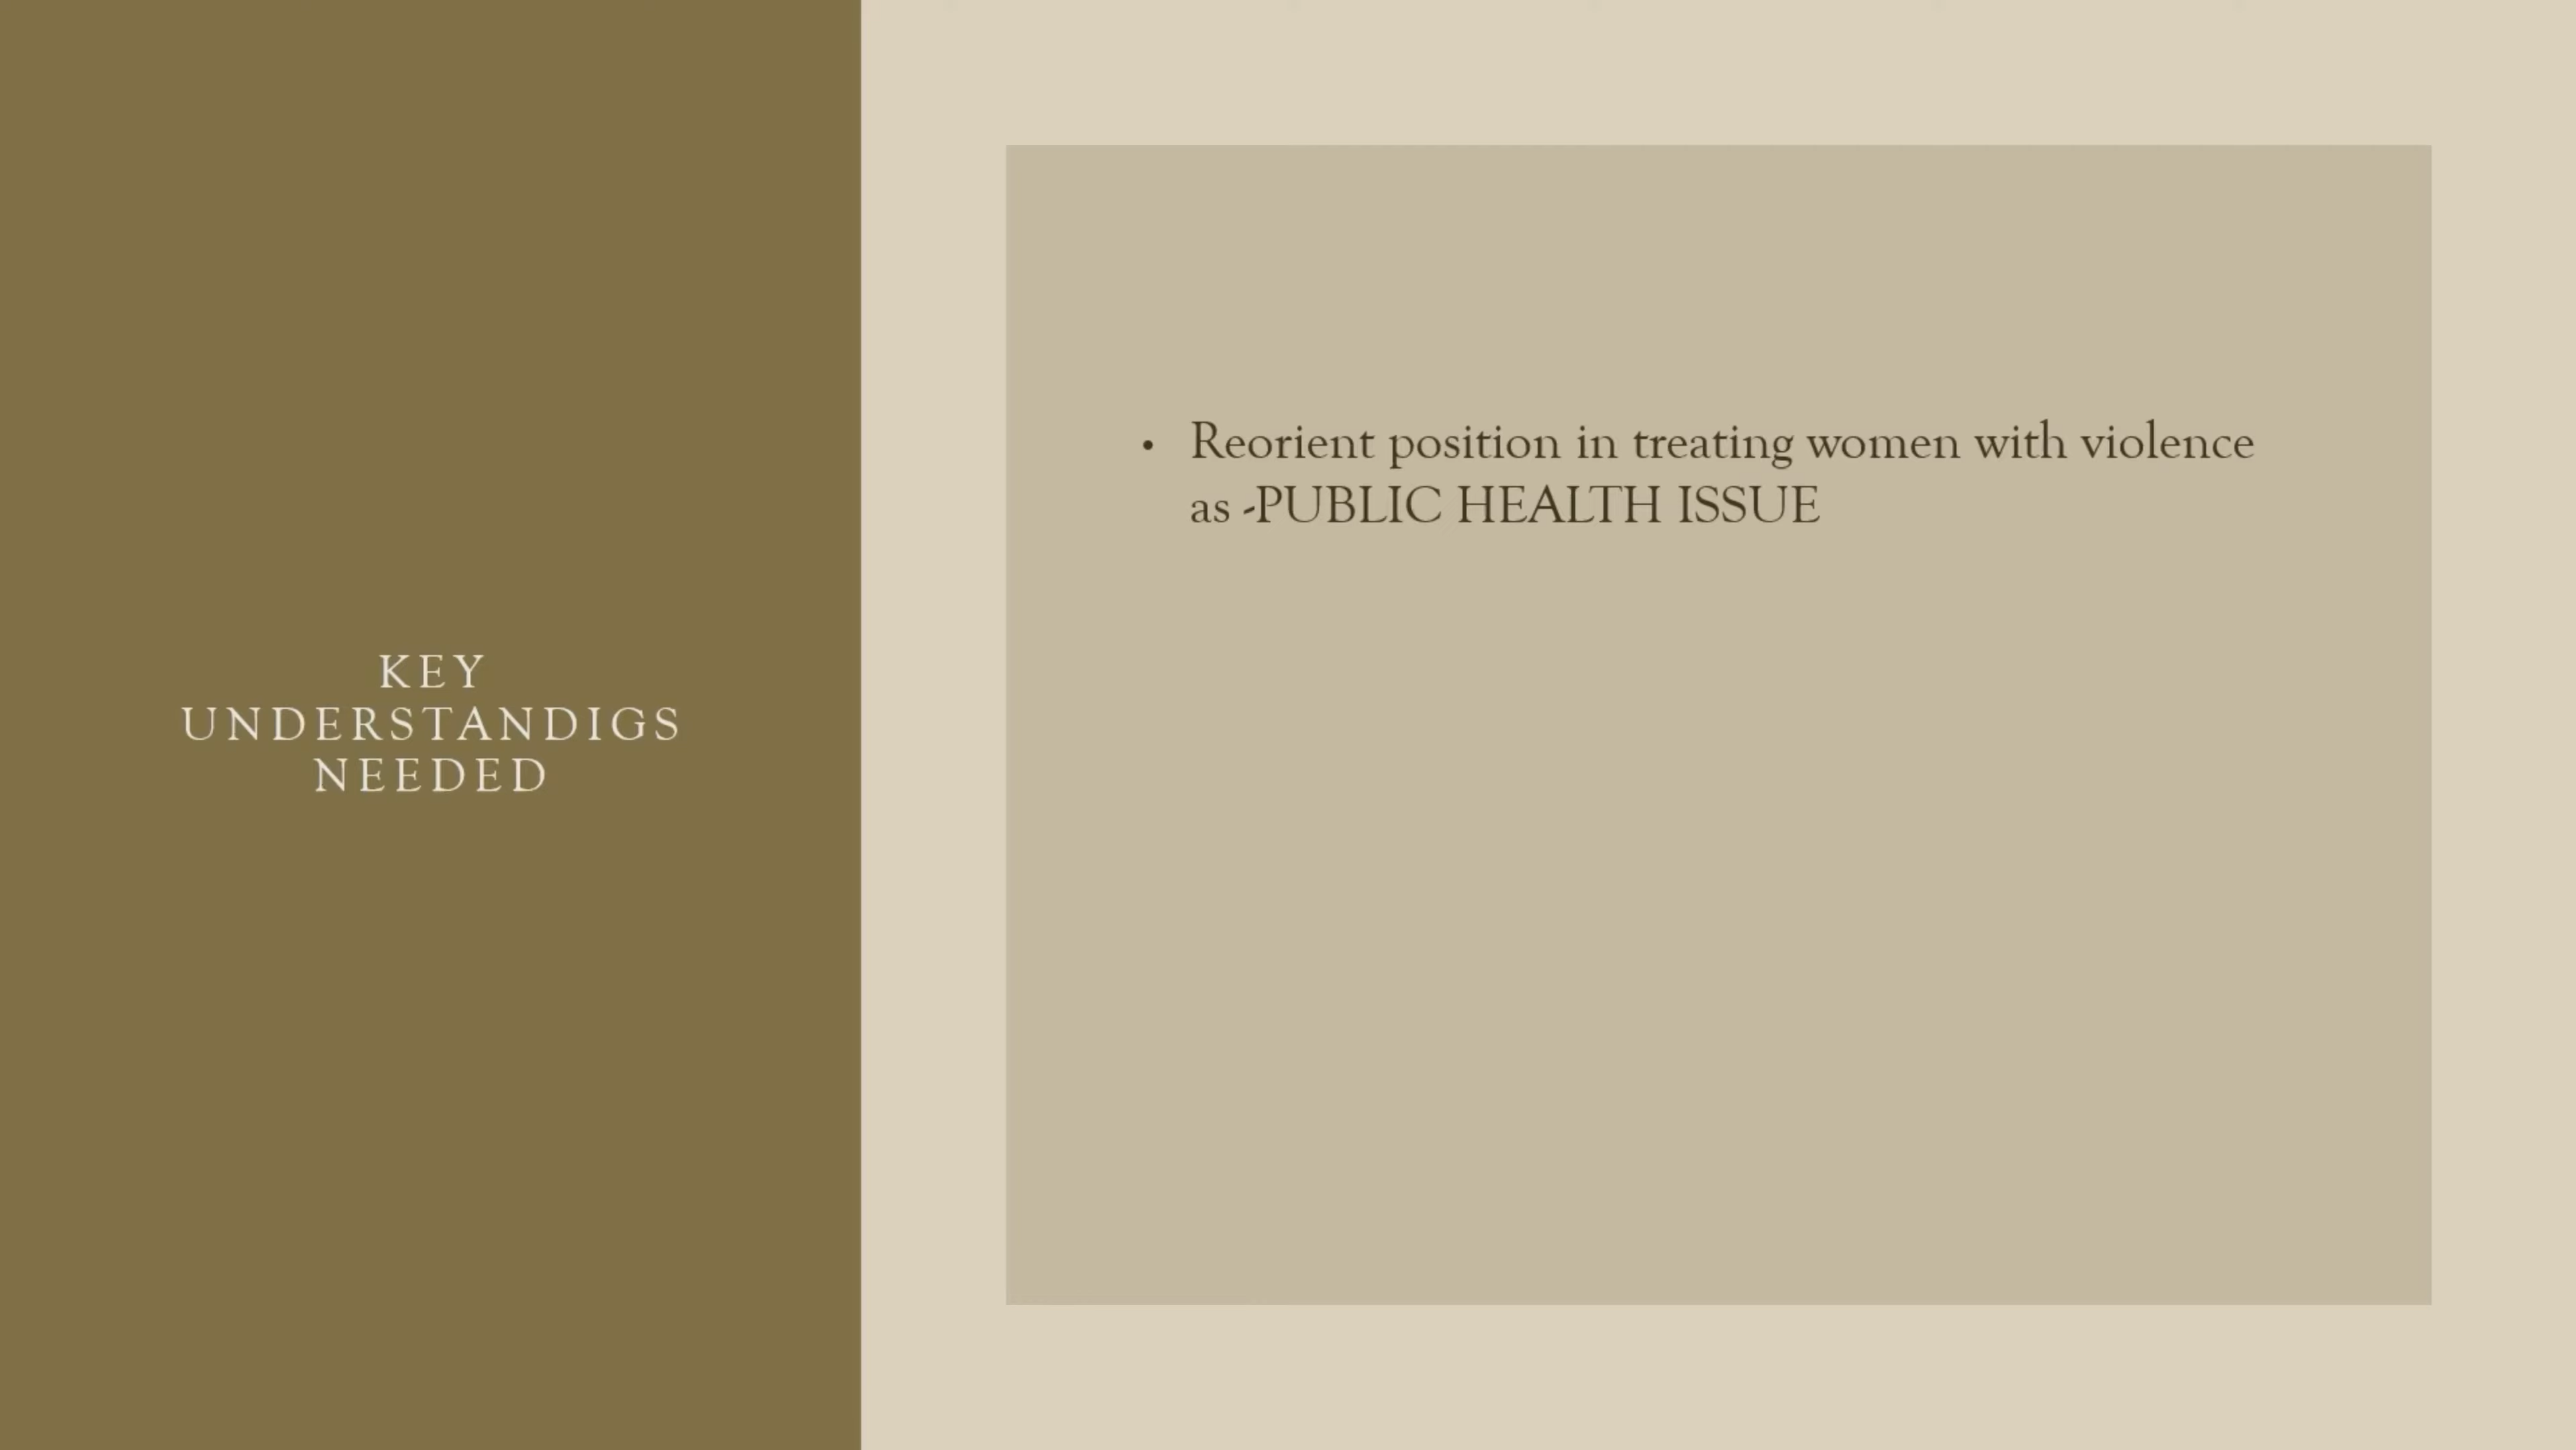 KEY
UNDERSTANDIGS
NEEDED
• Reorient position in treating women with violence
as -PUBLIC HEALTH ISSUE